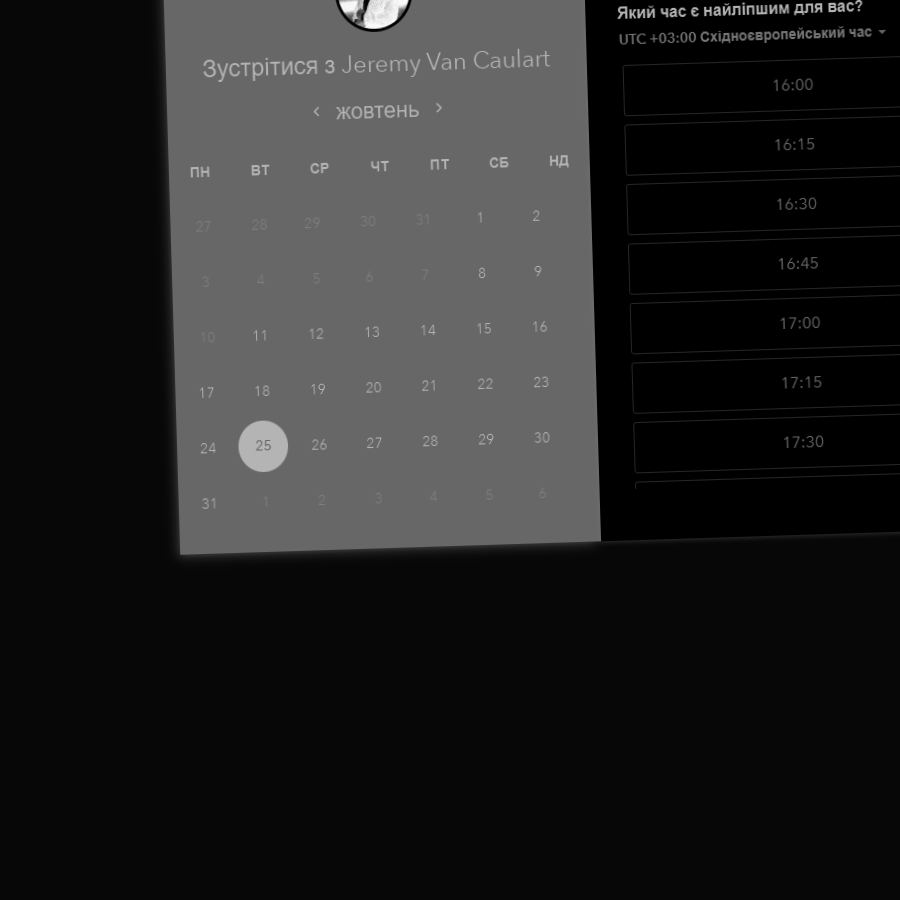 Зустрітися з Jeremy Van Caulart
‹ жовтень ›
ПН ВТ СР ЧТ ПТ СБ НД
27 28 29 30 31 1 2
3 4 5 6 7 8 9
10 11 12 13 14 15 16
17 18 19 20 21 22 23
24 25 26 27 28 29 30
31 1 2 3 4 5 6
Який час є найліпшим для вас?
UTC +03:00 Східноєвропейський час
16:00
16:15
16:30
16:45
17:00
17:15
17:30